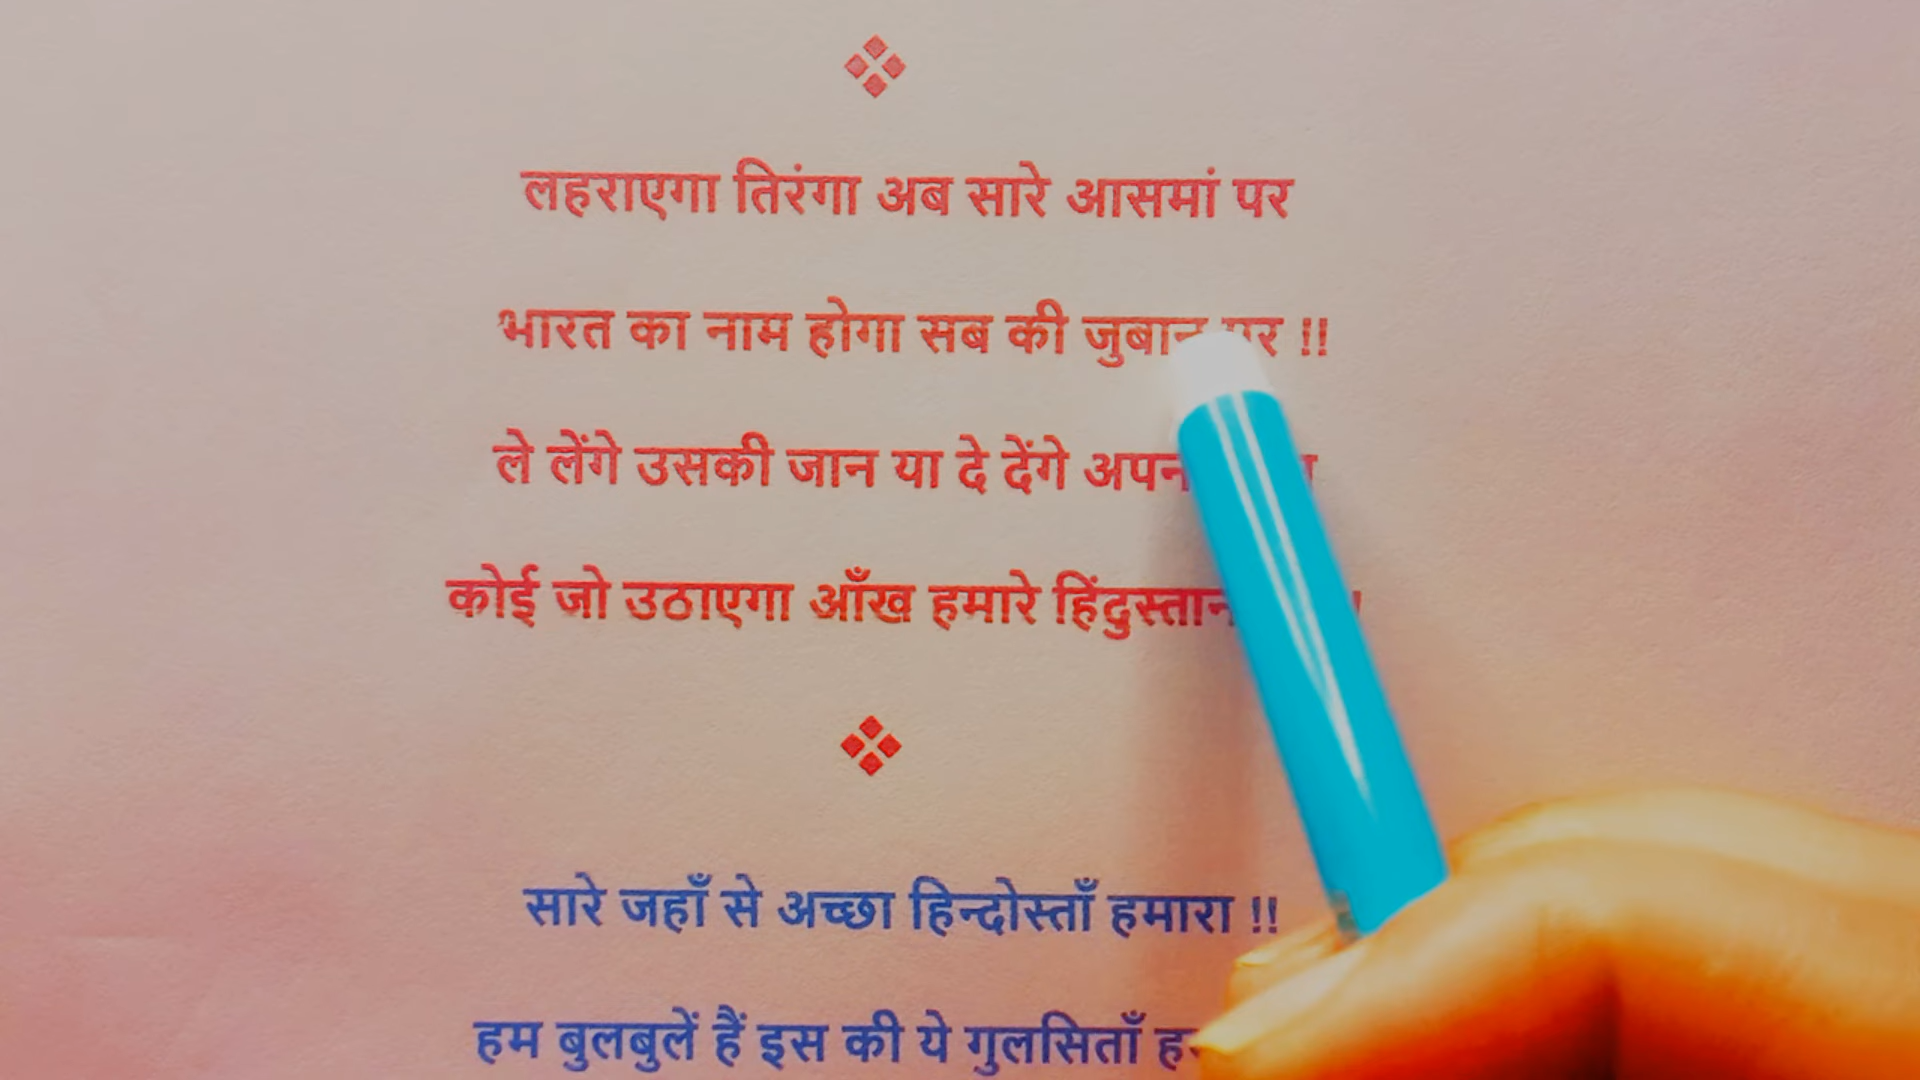 लहराएगा तिरंगा अब सारे आसमां पर
भारत का नाम होगा सब की जुबान पर !!
ले लेंगे उसकी जान या दे देंगे
कोई जो उठाएगा आँख हमारे हिंदुस्तान
सारे जहाँ से अच्छा हिन्दोस्ताँ हमारा !!
हम बुलबुलें हैं इस की ये गुलसिताँ